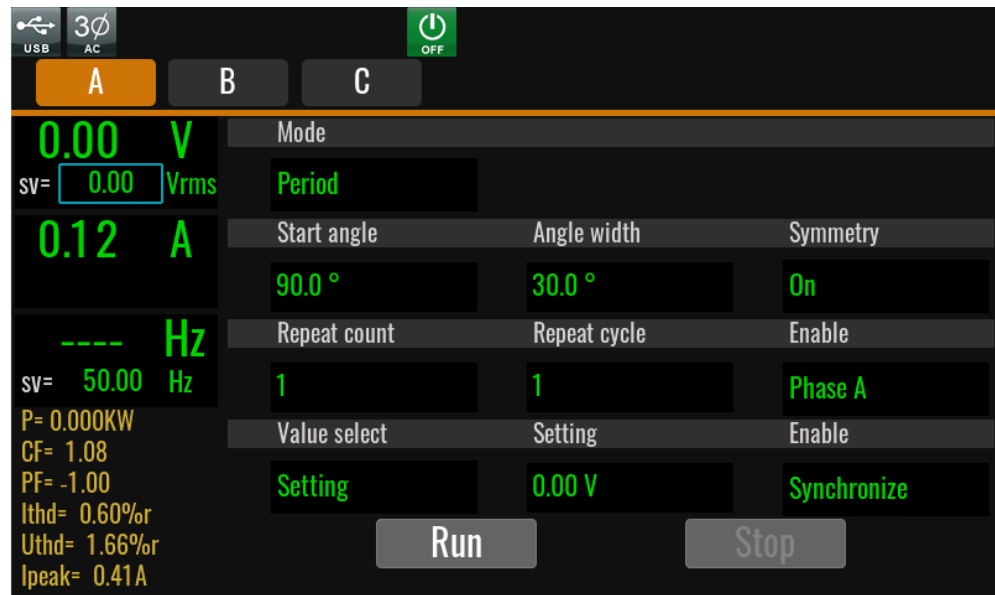 USB 3Ø AC OFF
A B C
0.00 V
sv= 0.00 Vrms
0.12 A
---- Hz
sv= 50.00 Hz
P= 0.000KW
CF= 1.08
PF= -1.00
Ithd= 0.60%r
Uthd= 1.66%r
Ipeak= 0.41A
Mode
Period
Start angle Angle width Symmetry
90.0 ° 30.0 ° On
Repeat count Repeat cycle Enable
1 1 Phase A
Value select Setting Enable
Setting 0.00 V Synchronize
Run Stop